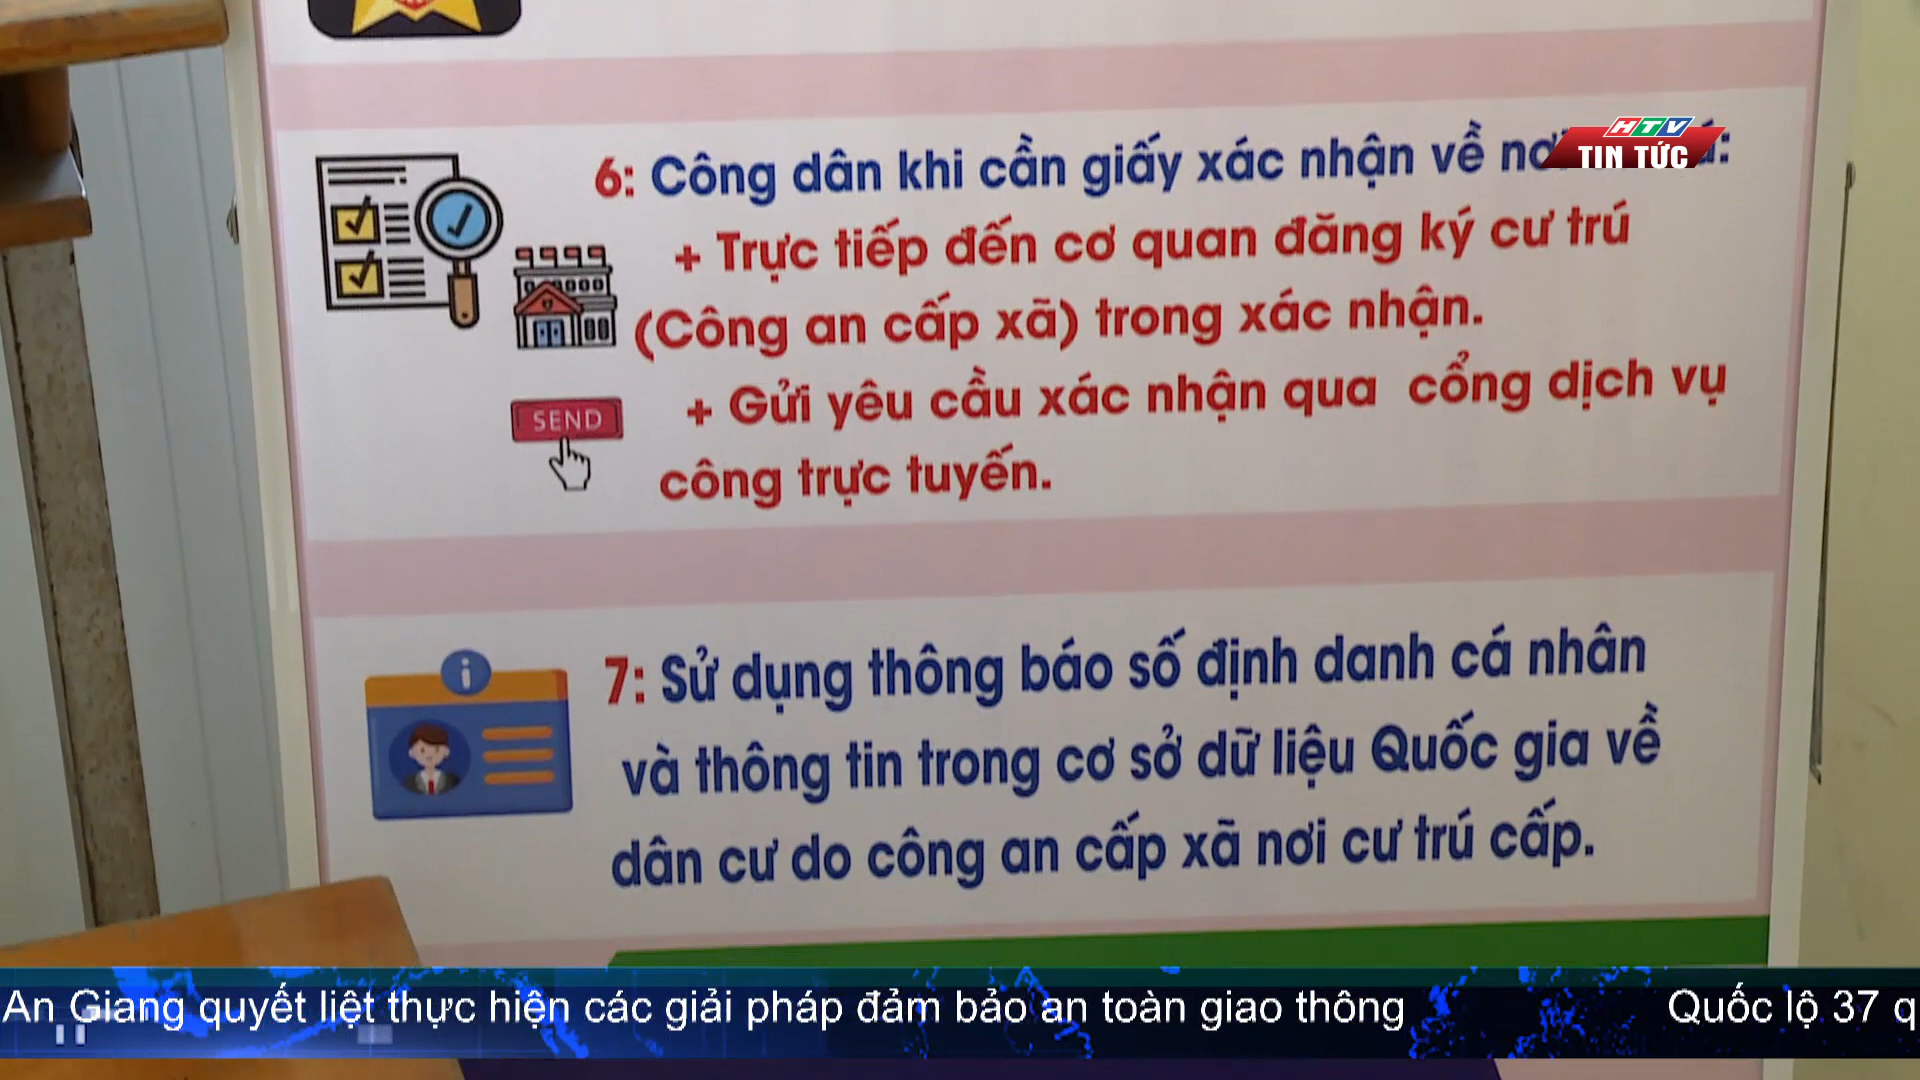 6: Công dân khi cần giấy xác nhận về
HTV
TIN TỨC
+ Trực tiếp đến cơ quan đăng ký cư trú
(Công an cấp xã) trong xác nhận.
+ Gửi yêu cầu xác nhận qua cổng dịch vụ
SEND
công trực tuyến.
7: Sử dụng thông báo số định danh cá nhân
và thông tin trong cơ sở dữ liệu Quốc gia về
dân cư do công an cấp xã nơi cư trú cấp.
An Giang quyết liệt thực hiện các giải pháp đảm bảo an toàn giao thông
Quốc lộ 37 q